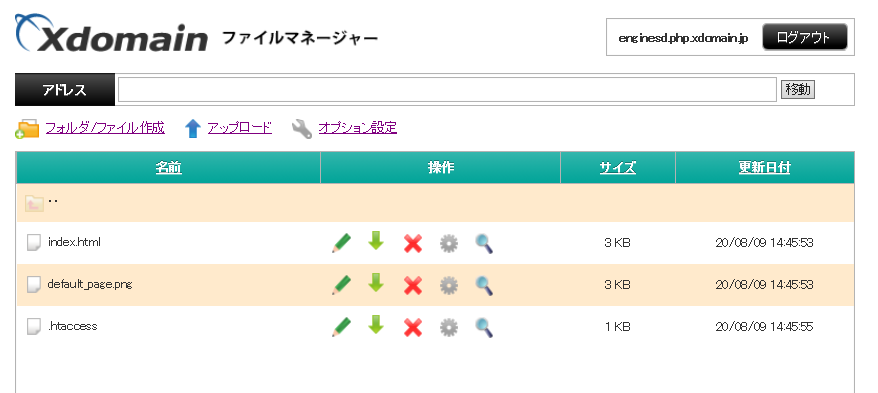 Xdomain ファイルマネージャー
enginesd.php.xdomain.jp ログアウト
アドレス 移動
フォルダ/ファイル作成 アップロード オプション設定
名前 操作 サイズ 更新日付
..
index.html 3 KB 20/08/09 14:45:53
default_page.png 3 KB 20/08/09 14:45:53
.htaccess 1 KB 20/08/09 14:45:55